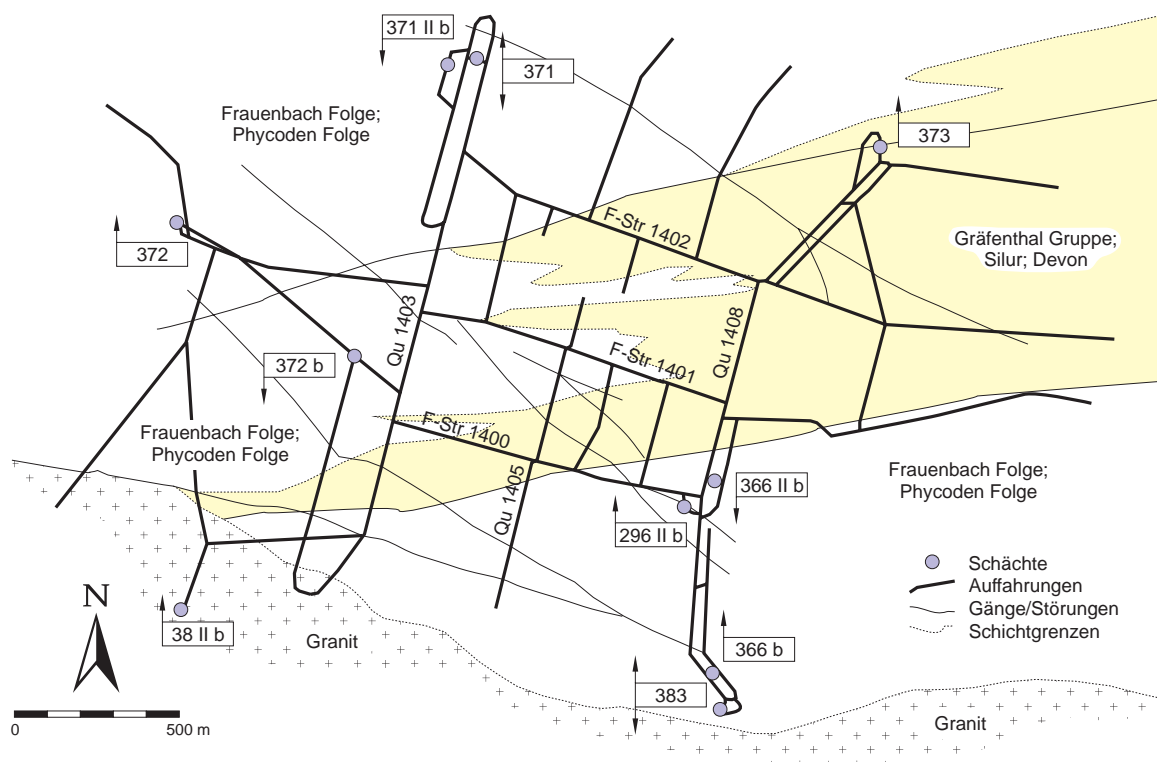 371 II b
371
Frauenbach Folge;
Phycoden Folge
373
F-Str 1402
Gräfenthal Gruppe;
Silur; Devon
372
Qu 1403
Qu 1408
F-Str 1401
372 b
F-Str 1400
Frauenbach Folge;
Phycoden Folge
Frauenbach Folge;
Phycoden Folge
366 II b
Qu 1405
296 II b
Schächte
Auffahrungen
Gänge/Störungen
Schichtgrenzen
N
38 II b
Granit
366 b
383
Granit
0
500 m